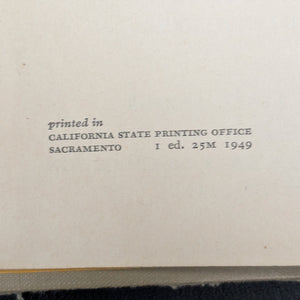 printed in
CALIFORNIA STATE PRINTING OFFICE
SACRAMENTO 1 ed. 25M 1949